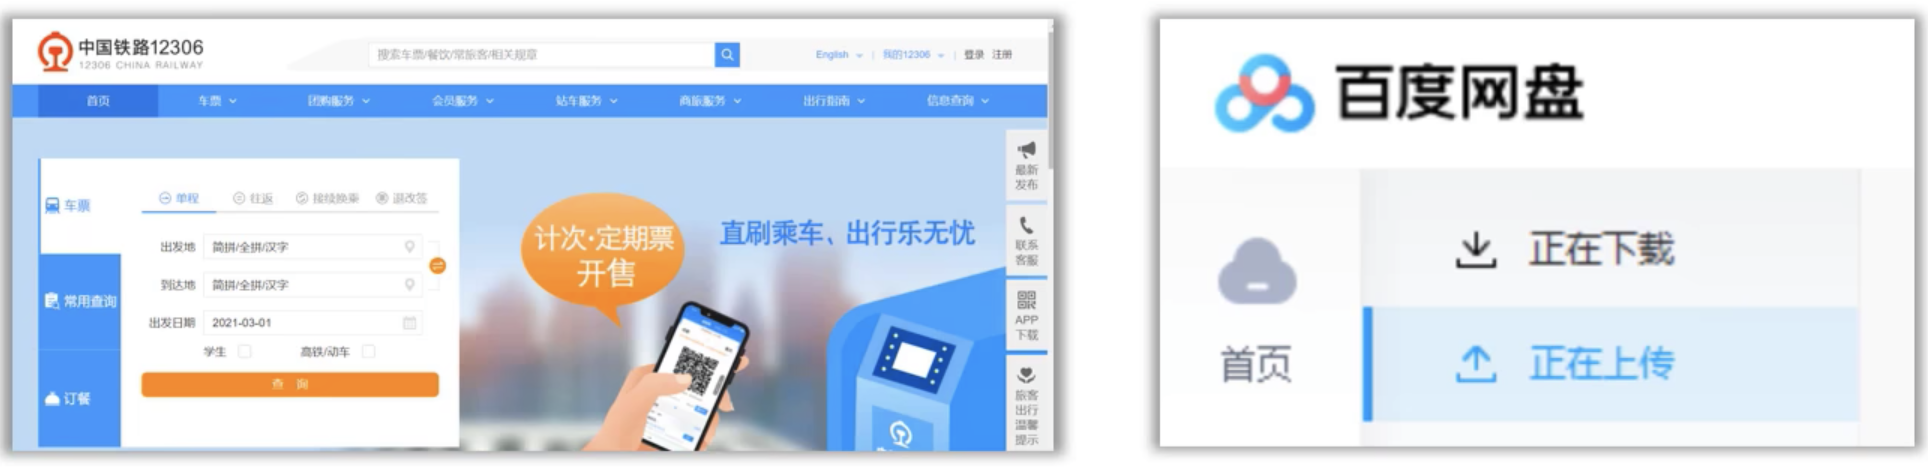 中国铁路12306
12306 CHINA RAILWAY
搜索车票/餐饮/常旅客/相关规章
English | 我的12306 | 登录 注册
首页 车票 团购服务 会员服务 站车服务 商旅服务 出行指南 信息查询
车票
常用查询
订餐
单程 往返 接续换乘 退改签
出发地 简拼/全拼/汉字
到达地 简拼/全拼/汉字
出发日期 2021-03-01
学生 高铁/动车
查 询
计次·定期票
开售
直刷乘车、出行乐无忧
最新
发布
联系
客服
APP
下载
旅客
出行
温馨
提示
百度网盘
首页
正在下载
正在上传